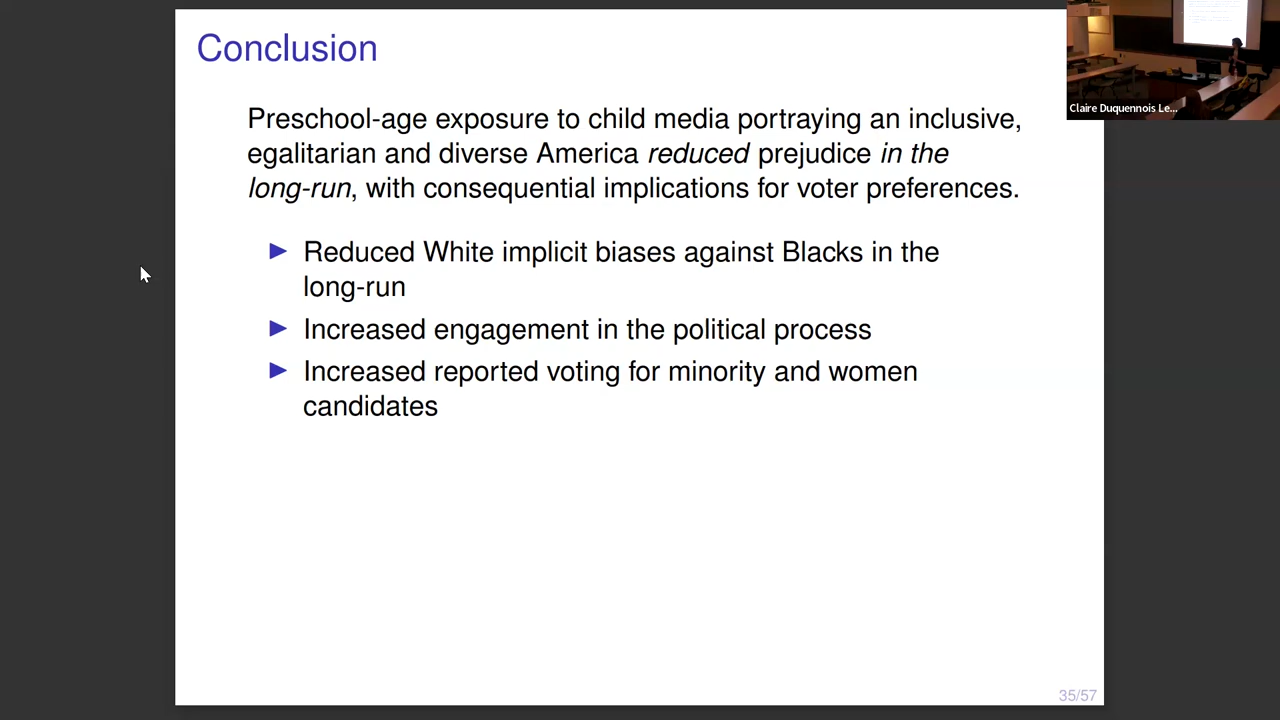 Conclusion
Claire Duquennois Le...
Preschool-age exposure to child media portraying an inclusive,
egalitarian and diverse America reduced prejudice in the
long-run, with consequential implications for voter preferences.
Reduced White implicit biases against Blacks in the
long-run
Increased engagement in the political process
Increased reported voting for minority and women
candidates
35/57